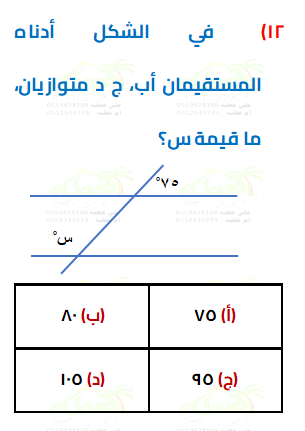 ١٢) في الشكل أدناه
المستقيمان أب، ج د متوازيان،
ما قيمة س؟
٧٥°
س°
(أ) ٧٥
(ب) ٨٠
(ج) ٩٥
(د) ١٠٥